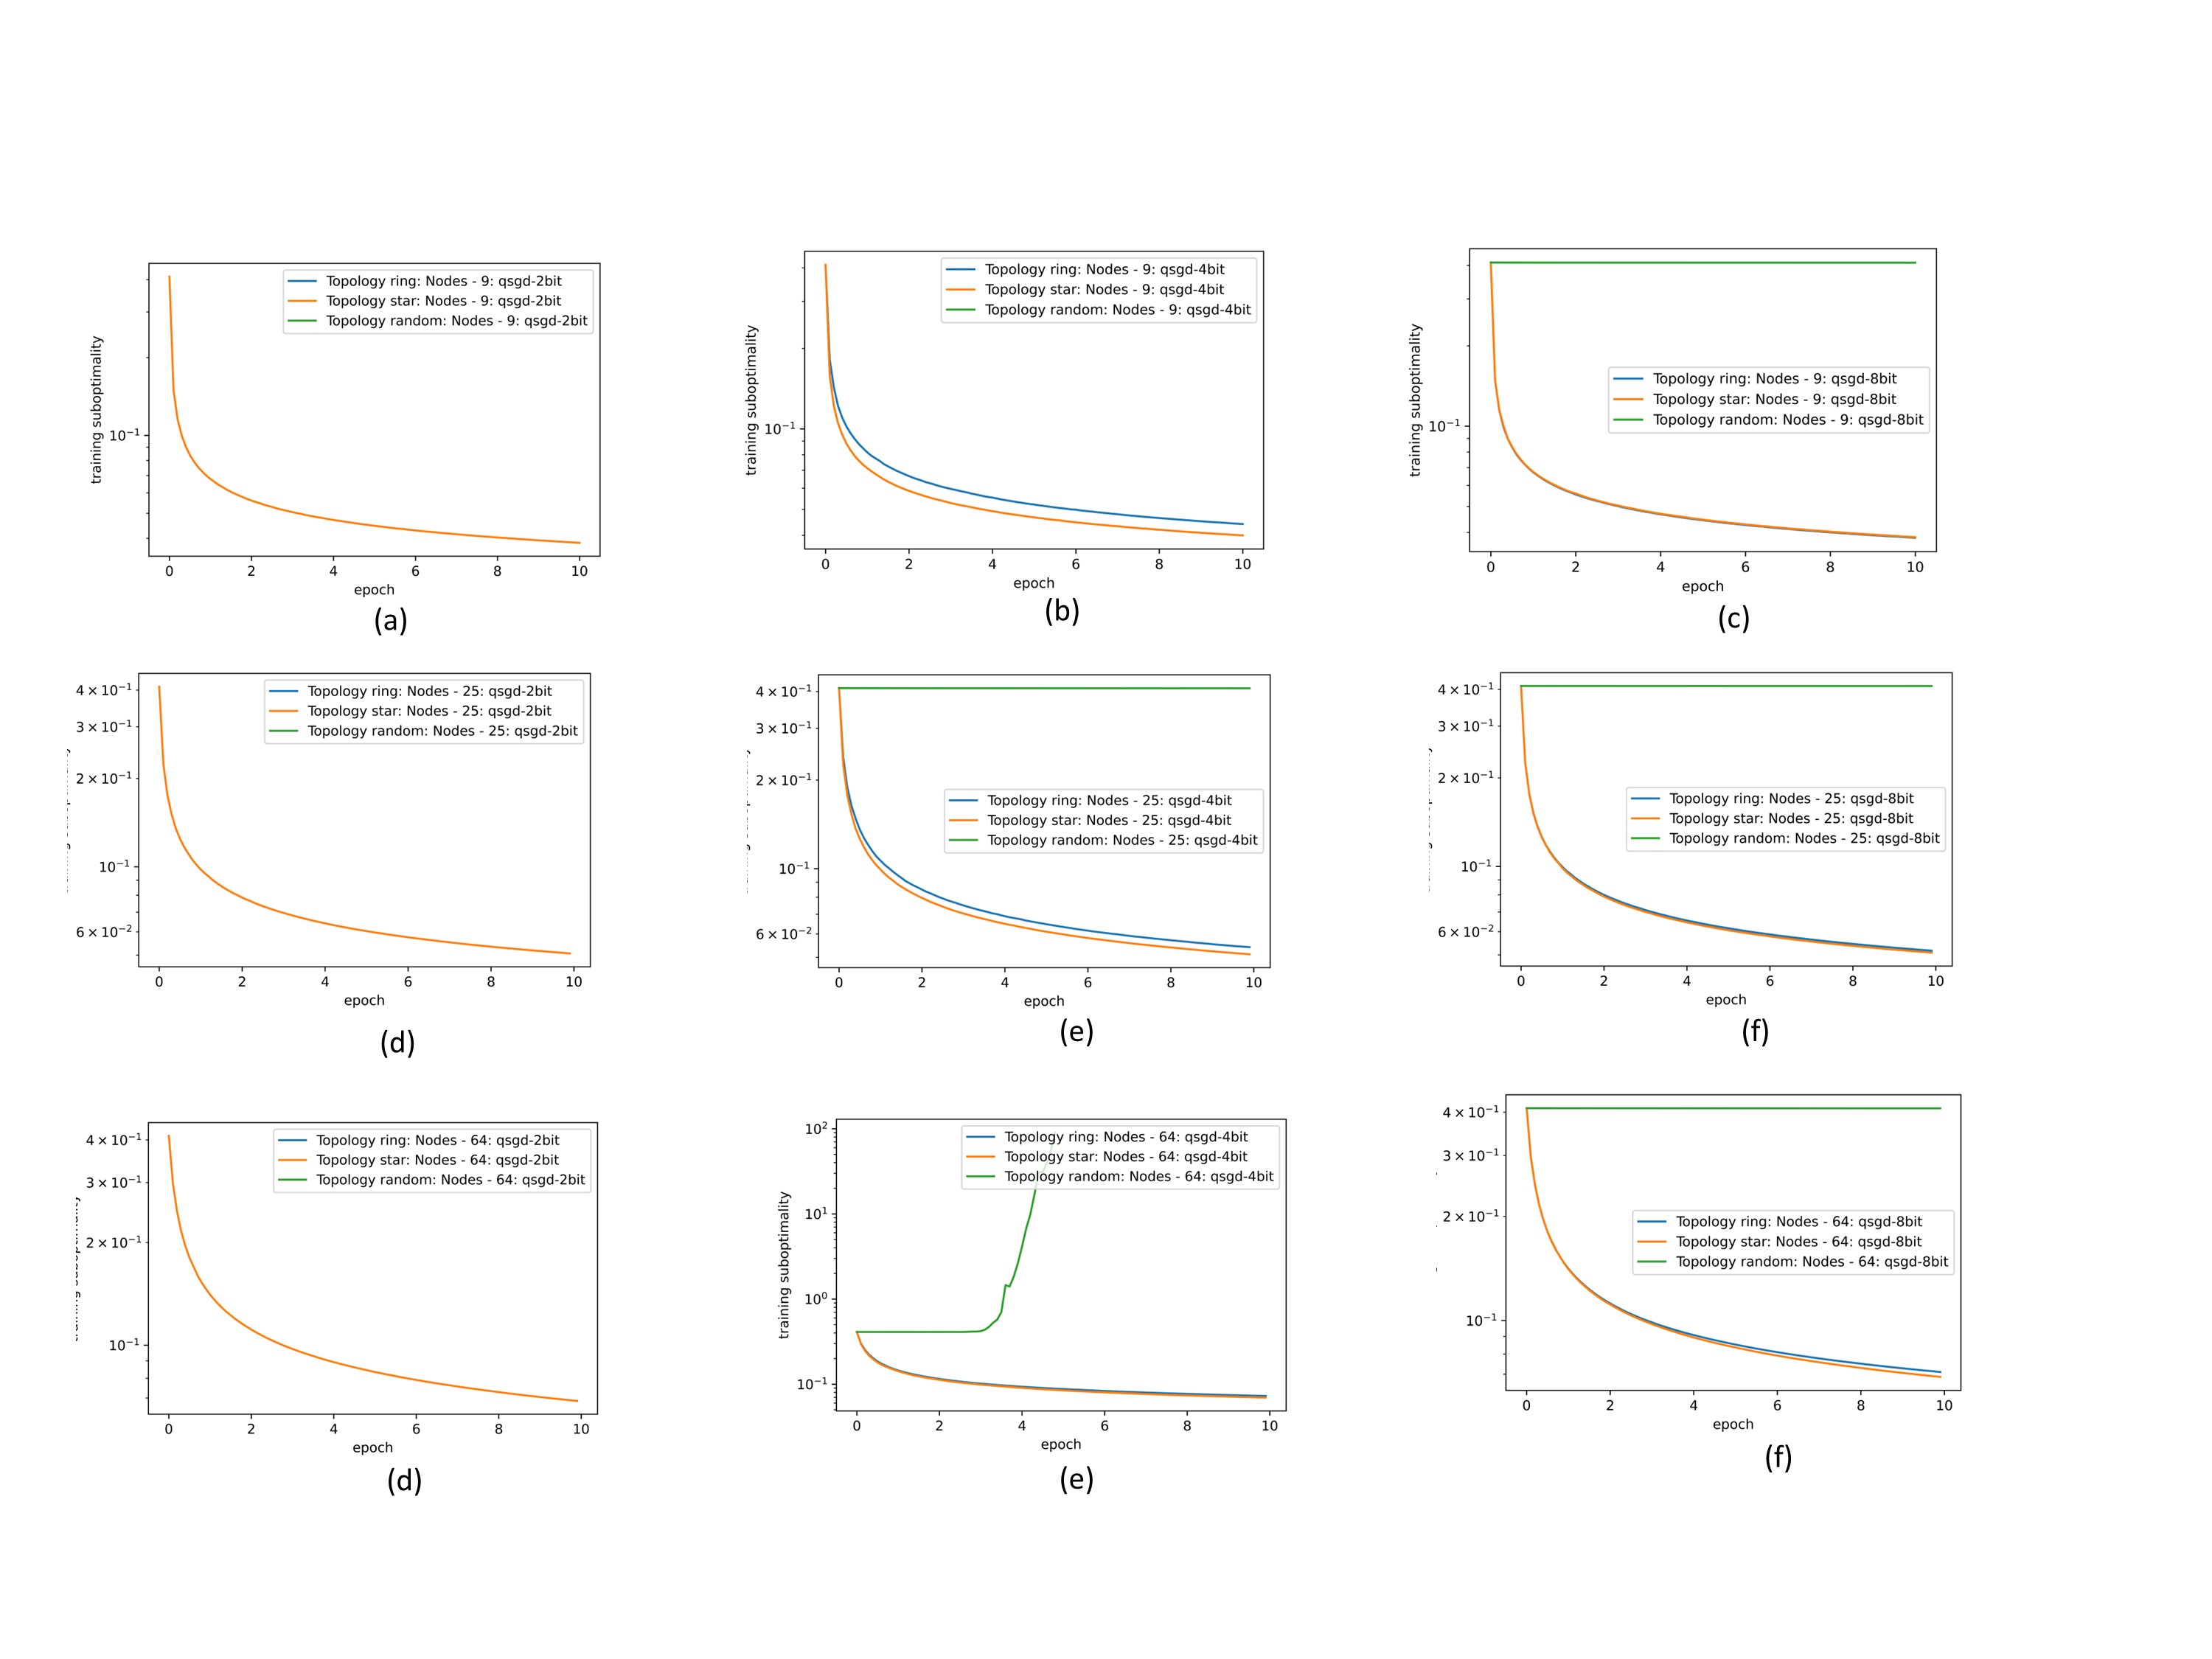 Topology ring: Nodes - 9: qsgd-2bit
Topology star: Nodes - 9: qsgd-2bit
Topology random: Nodes - 9: qsgd-2bit
training suboptimality
10⁻¹
0 2 4 6 8 10
epoch
(a)
Topology ring: Nodes - 9: qsgd-4bit
Topology star: Nodes - 9: qsgd-4bit
Topology random: Nodes - 9: qsgd-4bit
training suboptimality
10⁻¹
0 2 4 6 8 10
epoch
(b)
Topology ring: Nodes - 9: qsgd-8bit
Topology star: Nodes - 9: qsgd-8bit
Topology random: Nodes - 9: qsgd-8bit
training suboptimality
10⁻¹
0 2 4 6 8 10
epoch
(c)
4 × 10⁻¹
3 × 10⁻¹
2 × 10⁻¹
10⁻¹
6 × 10⁻²
Topology ring: Nodes - 25: qsgd-2bit
Topology star: Nodes - 25: qsgd-2bit
Topology random: Nodes - 25: qsgd-2bit
0 2 4 6 8 10
epoch
(d)
4 × 10⁻¹
3 × 10⁻¹
2 × 10⁻¹
10⁻¹
6 × 10⁻²
Topology ring: Nodes - 25: qsgd-4bit
Topology star: Nodes - 25: qsgd-4bit
Topology random: Nodes - 25: qsgd-4bit
0 2 4 6 8 10
epoch
(e)
4 × 10⁻¹
3 × 10⁻¹
2 × 10⁻¹
10⁻¹
6 × 10⁻²
Topology ring: Nodes - 25: qsgd-8bit
Topology star: Nodes - 25: qsgd-8bit
Topology random: Nodes - 25: qsgd-8bit
0 2 4 6 8 10
epoch
(f)
4 × 10⁻¹
3 × 10⁻¹
2 × 10⁻¹
10⁻¹
Topology ring: Nodes - 64: qsgd-2bit
Topology star: Nodes - 64: qsgd-2bit
Topology random: Nodes - 64: qsgd-2bit
0 2 4 6 8 10
epoch
(d)
training suboptimality
10²
10¹
10⁰
10⁻¹
Topology ring: Nodes - 64: qsgd-4bit
Topology star: Nodes - 64: qsgd-4bit
Topology random: Nodes - 64: qsgd-4bit
0 2 4 6 8 10
epoch
(e)
4 × 10⁻¹
3 × 10⁻¹
2 × 10⁻¹
10⁻¹
Topology ring: Nodes - 64: qsgd-8bit
Topology star: Nodes - 64: qsgd-8bit
Topology random: Nodes - 64: qsgd-8bit
0 2 4 6 8 10
epoch
(f)